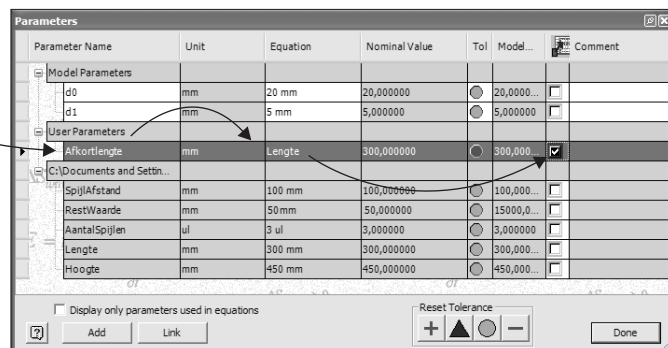 Parameters
Parameter Name Unit Equation Nominal Value Tol Model... Comment
Model Parameters
d0 mm 20 mm 20,000000 20,0000...
d1 mm 5 mm 5,000000 5,000000
User Parameters
Afkortlengte mm Lengte 300,000000 300,000...
C:\Documents and Settin...
SpijlAfstand mm 100 mm 100,000000 100,000...
RestWaarde mm 50mm 50,000000 15000,0...
AantalSpijlen ul 3 ul 3,000000 3,000000
Lengte mm 300 mm 300,000000 300,000...
Hoogte mm 450 mm 450,000000 450,000...
Display only parameters used in equations
Reset Tolerance
Add Link Done